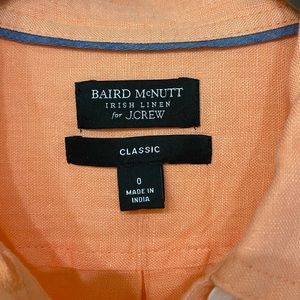 BAIRD McNUTT
IRISH LINEN
for J.CREW
CLASSIC
0
MADE IN
INDIA